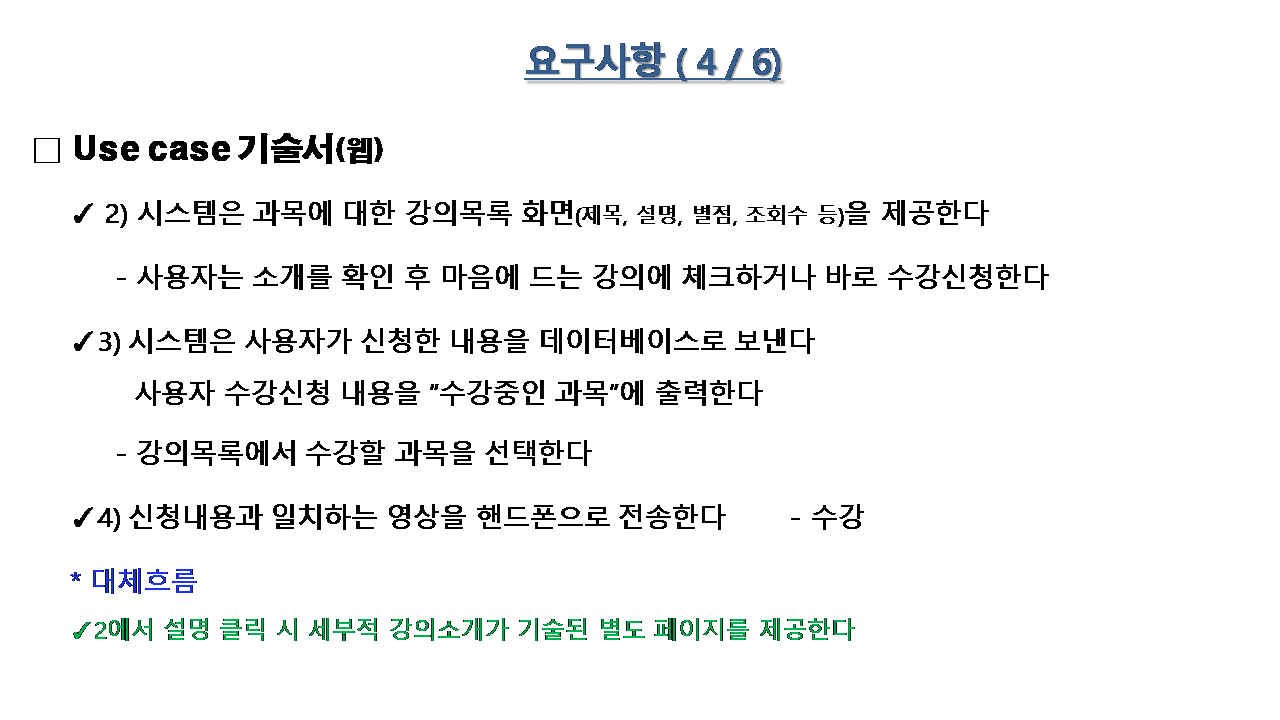 요구사항 ( 4 / 6)
□ Use case 기술서(웹)
✓ 2) 시스템은 과목에 대한 강의목록 화면(제목, 설명, 별점, 조회수 등)을 제공한다
- 사용자는 소개를 확인 후 마음에 드는 강의에 체크하거나 바로 수강신청한다
✓3) 시스템은 사용자가 신청한 내용을 데이터베이스로 보낸다
사용자 수강신청 내용을 "수강중인 과목"에 출력한다
- 강의목록에서 수강할 과목을 선택한다
✓4) 신청내용과 일치하는 영상을 핸드폰으로 전송한다 - 수강
* 대체흐름
✓2에서 설명 클릭 시 세부적 강의소개가 기술된 별도 페이지를 제공한다